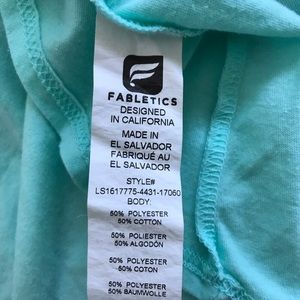 FABLETICS
DESIGNED
IN CALIFORNIA
MADE IN
EL SALVADOR
FABRIQUÉ AU
EL SALVADOR
STYLE#
LS1617775-4431-17060
BODY:
50% POLYESTER
50% COTTON
50% POLIESTER
50% ALGODÓN
50% POLYESTER
50% COTON
50% POLYESTER
50% BAUMWOLLE